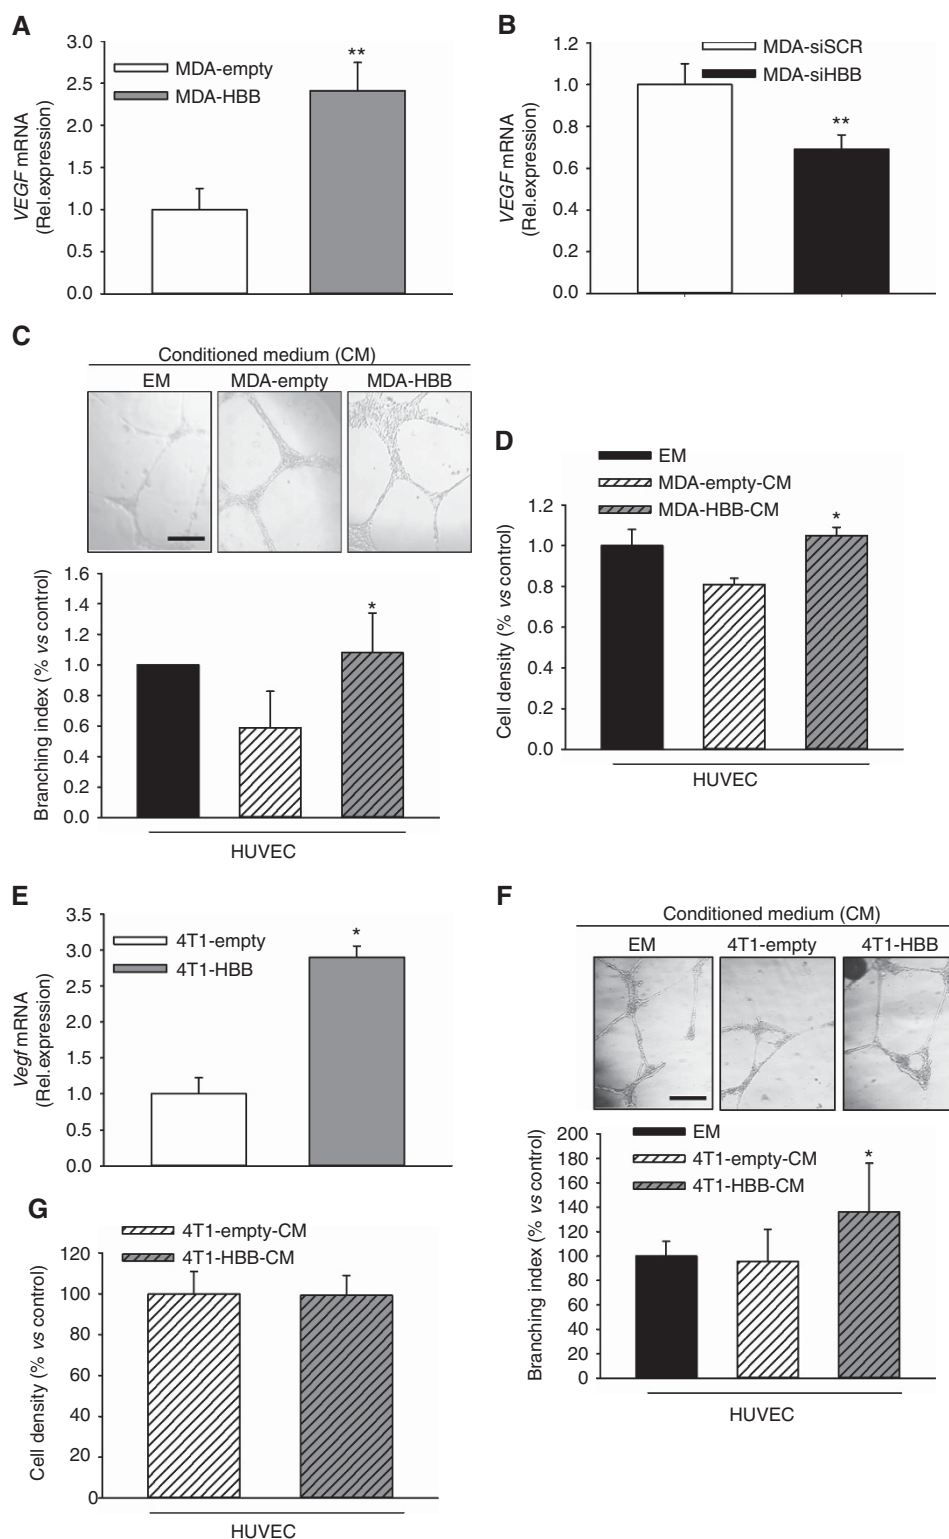 A
3.0
2.5
2.0
1.5
1.0
0.5
0.0
VEGF mRNA
(Rel.expression)
MDA-empty
MDA-HBB
**
B
1.2
1.0
0.8
0.6
0.4
0.2
0.0
VEGF mRNA
(Rel.expression)
MDA-siSCR
MDA-siHBB
**
C
Conditioned medium (CM)
EM MDA-empty MDA-HBB
1.6
1.4
1.2
1.0
0.8
0.6
0.4
0.2
0.0
Branching index (% vs control)
*
HUVEC
D
EM
MDA-empty-CM
MDA-HBB-CM
1.2
1.0
0.8
0.6
0.4
0.2
0.0
Cell density (% vs control)
*
HUVEC
E
3.5
3.0
2.5
2.0
1.5
1.0
0.5
0.0
Vegf mRNA
(Rel.expression)
4T1-empty
4T1-HBB
*
F
Conditioned medium (CM)
EM 4T1-empty 4T1-HBB
200
180
160
140
120
100
80
60
40
20
0
Branching index (% vs control)
EM
4T1-empty-CM
4T1-HBB-CM
*
HUVEC
G
4T1-empty-CM
4T1-HBB-CM
120
100
80
60
40
20
0
Cell density (% vs control)
HUVEC